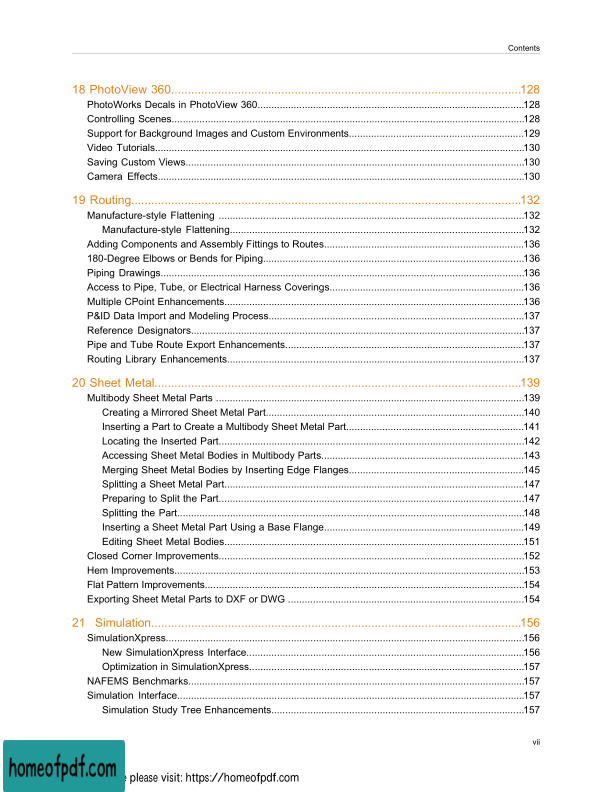 Contents
18 PhotoView 360.....128
PhotoWorks Decals in PhotoView 360.....128
Controlling Scenes.....128
Support for Background Images and Custom Environments.....129
Video Tutorials.....130
Saving Custom Views.....130
Camera Effects.....130
19 Routing.....132
Manufacture-style Flattening .....132
Manufacture-style Flattening.....132
Adding Components and Assembly Fittings to Routes.....136
180-Degree Elbows or Bends for Piping.....136
Piping Drawings.....136
Access to Pipe, Tube, or Electrical Harness Coverings.....136
Multiple CPoint Enhancements.....136
P&ID Data Import and Modeling Process.....137
Reference Designators.....137
Pipe and Tube Route Export Enhancements.....137
Routing Library Enhancements.....137
20 Sheet Metal.....139
Multibody Sheet Metal Parts .....139
Creating a Mirrored Sheet Metal Part.....140
Inserting a Part to Create a Multibody Sheet Metal Part.....141
Locating the Inserted Part.....142
Accessing Sheet Metal Bodies in Multibody Parts.....143
Merging Sheet Metal Bodies by Inserting Edge Flanges.....145
Splitting a Sheet Metal Part.....147
Preparing to Split the Part.....147
Splitting the Part.....148
Inserting a Sheet Metal Part Using a Base Flange.....149
Editing Sheet Metal Bodies.....151
Closed Corner Improvements.....152
Hem Improvements.....153
Flat Pattern Improvements.....154
Exporting Sheet Metal Parts to DXF or DWG .....154
21 Simulation.....156
SimulationXpress.....156
New SimulationXpress Interface.....156
Optimization in SimulationXpress.....157
NAFEMS Benchmarks.....157
Simulation Interface.....157
Simulation Study Tree Enhancements.....157
vii
homeofpdf.com
please visit: https://homeofpdf.com